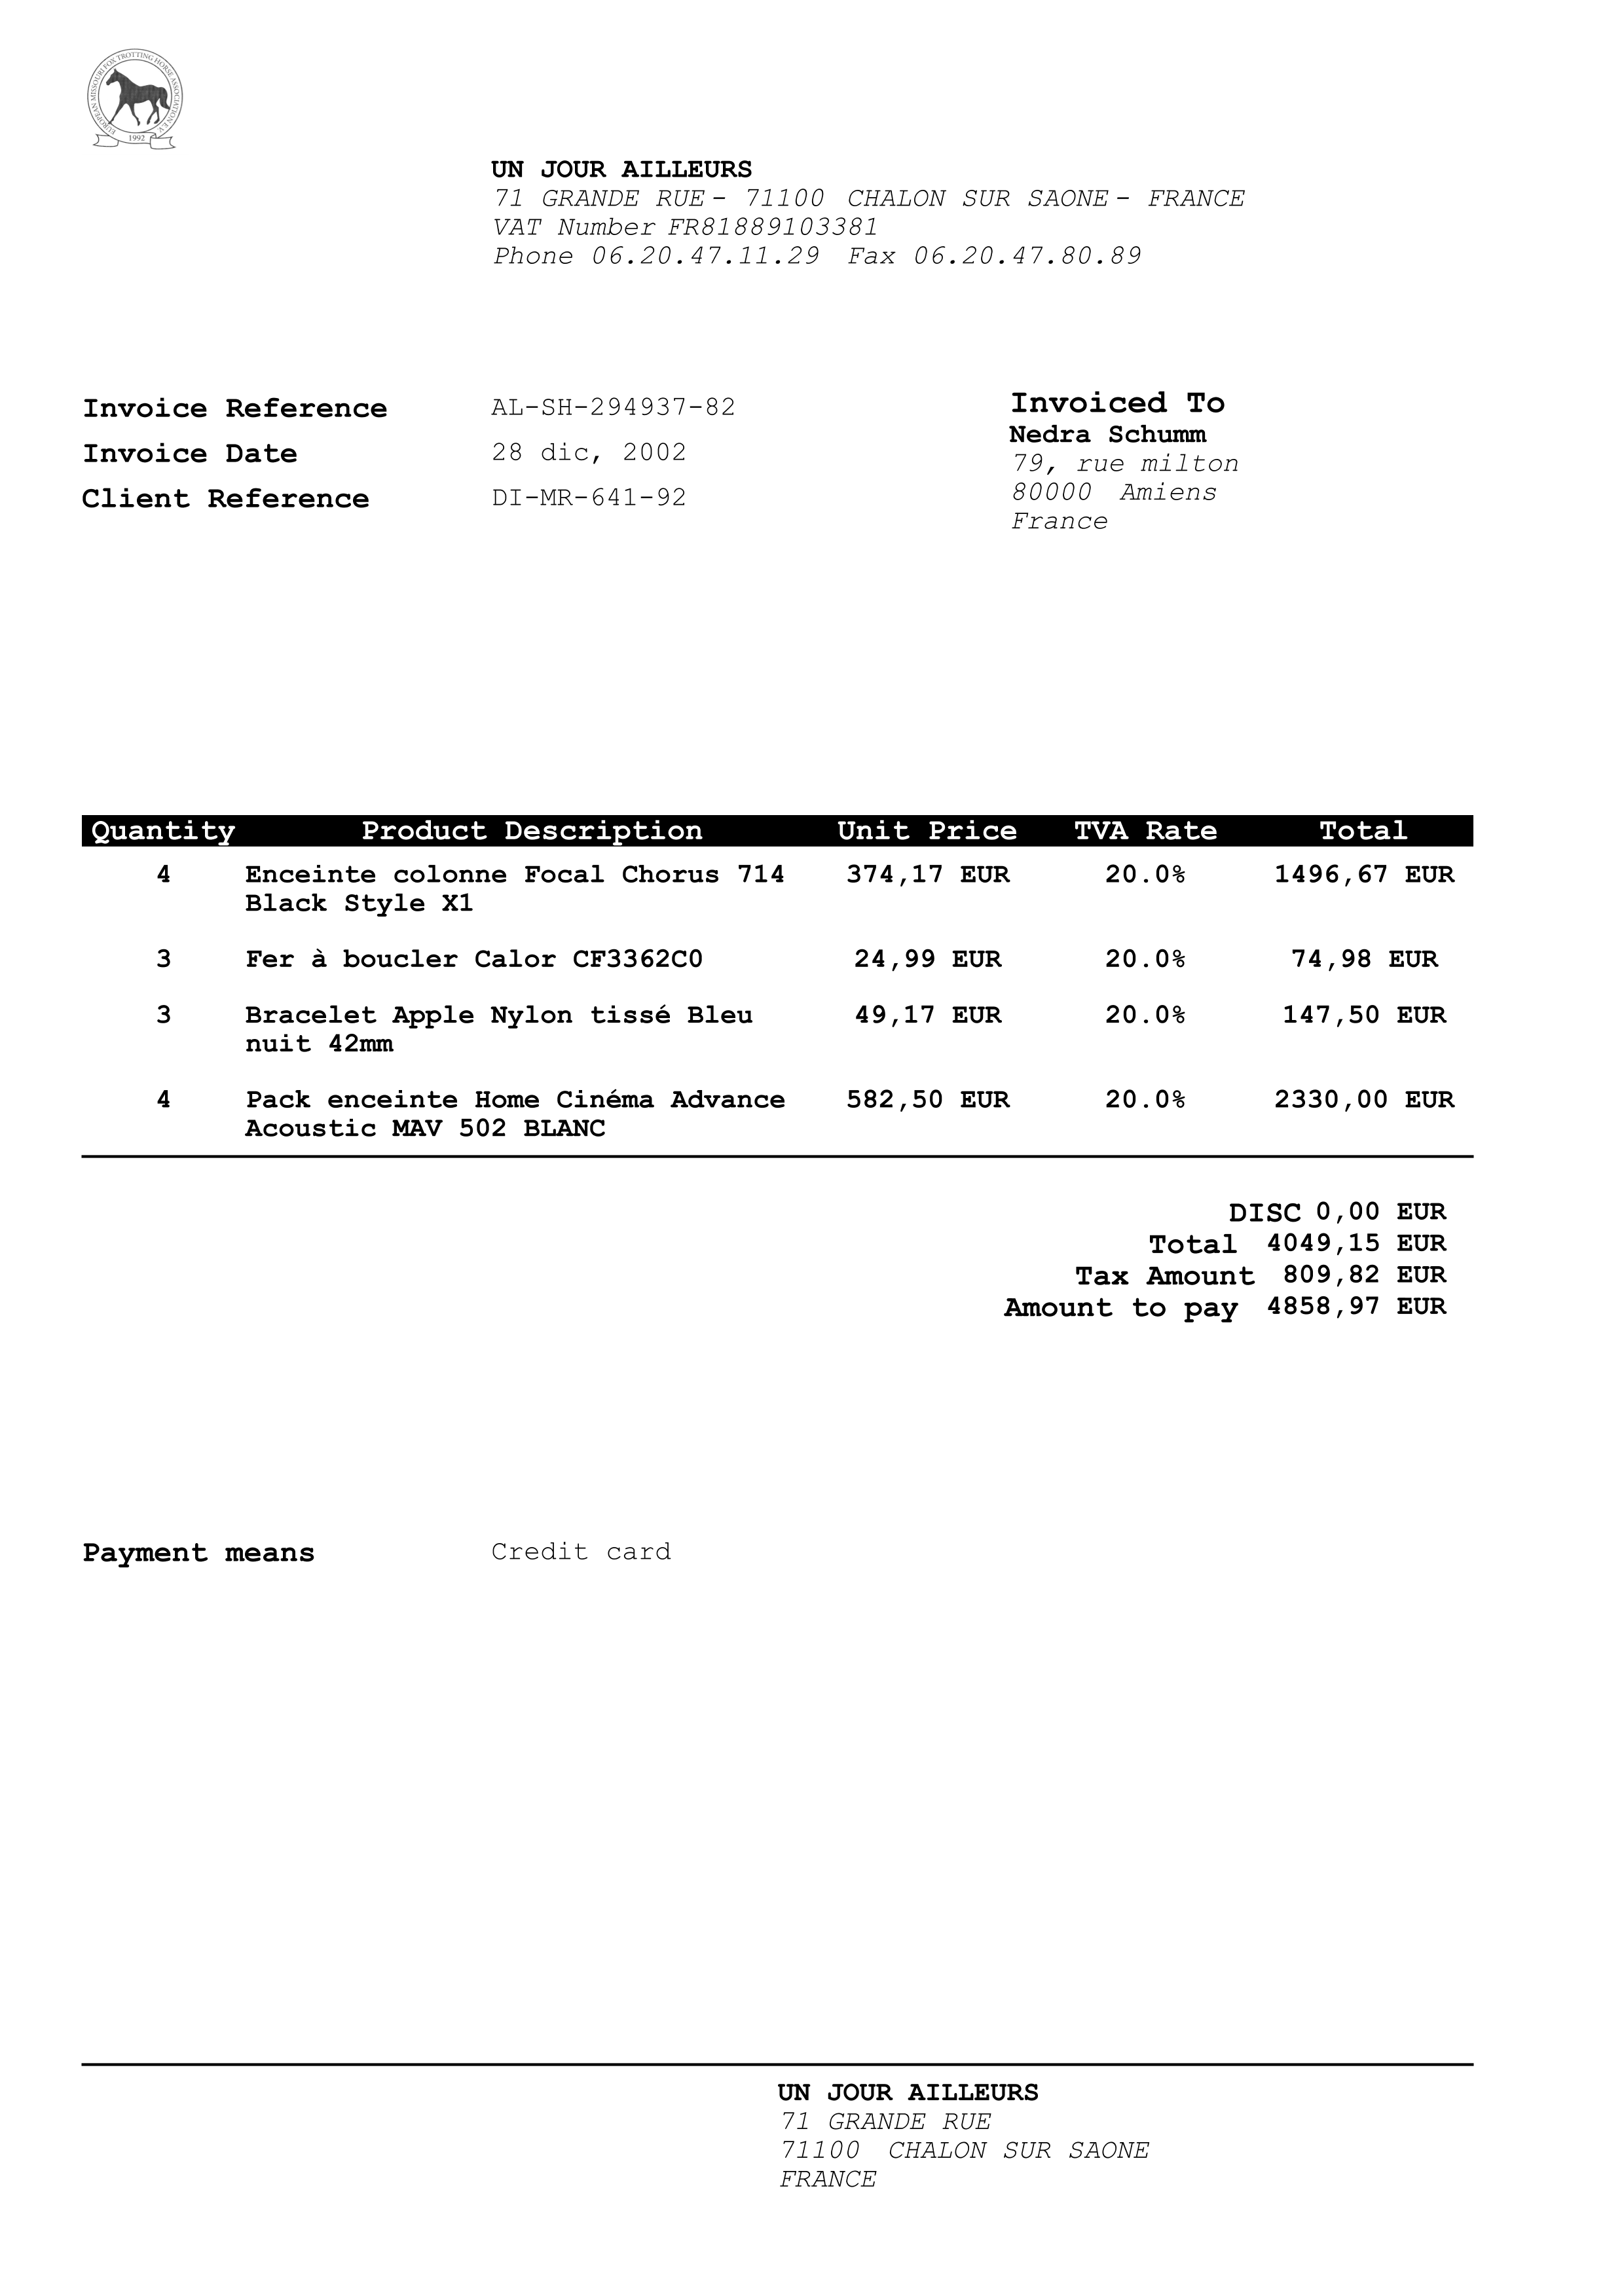 EUROPEAN MISSOURI FOX TROTTING HORSE ASSOCIATION E.V.
1992
UN JOUR AILLEURS
71 GRANDE RUE - 71100 CHALON SUR SAONE - FRANCE
VAT Number FR81889103381
Phone 06.20.47.11.29 Fax 06.20.47.80.89
Invoice Reference AL-SH-294937-82
Invoice Date 28 dic, 2002
Client Reference DI-MR-641-92
Invoiced To
Nedra Schumm
79, rue milton
80000 Amiens
France
Quantity Product Description Unit Price TVA Rate Total
4 Enceinte colonne Focal Chorus 714 374,17 EUR 20.0% 1496,67 EUR
Black Style X1
3 Fer à boucler Calor CF3362C0 24,99 EUR 20.0% 74,98 EUR
3 Bracelet Apple Nylon tissé Bleu 49,17 EUR 20.0% 147,50 EUR
nuit 42mm
4 Pack enceinte Home Cinéma Advance 582,50 EUR 20.0% 2330,00 EUR
Acoustic MAV 502 BLANC
DISC 0,00 EUR
Total 4049,15 EUR
Tax Amount 809,82 EUR
Amount to pay 4858,97 EUR
Payment means Credit card
UN JOUR AILLEURS
71 GRANDE RUE
71100 CHALON SUR SAONE
FRANCE